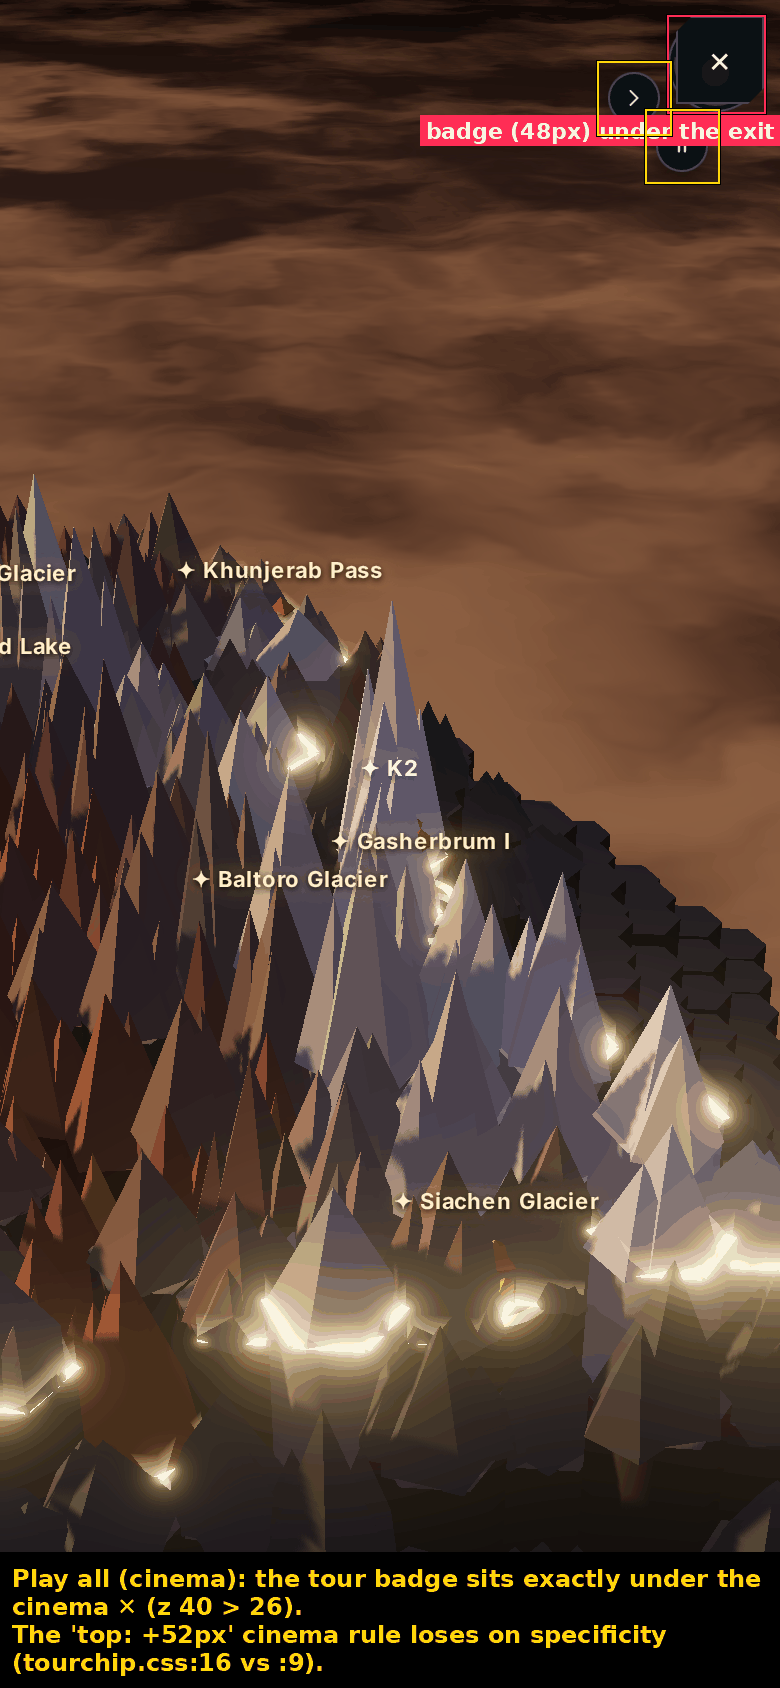 ✕
badge (48px) under the exit
✦ Khunjerab Pass
Glacier
d Lake
✦ K2
✦ Gasherbrum I
✦ Baltoro Glacier
✦ Siachen Glacier
Play all (cinema): the tour badge sits exactly under the
cinema ✕ (z 40 > 26).
The 'top: +52px' cinema rule loses on specificity
(tourchip.css:16 vs :9).